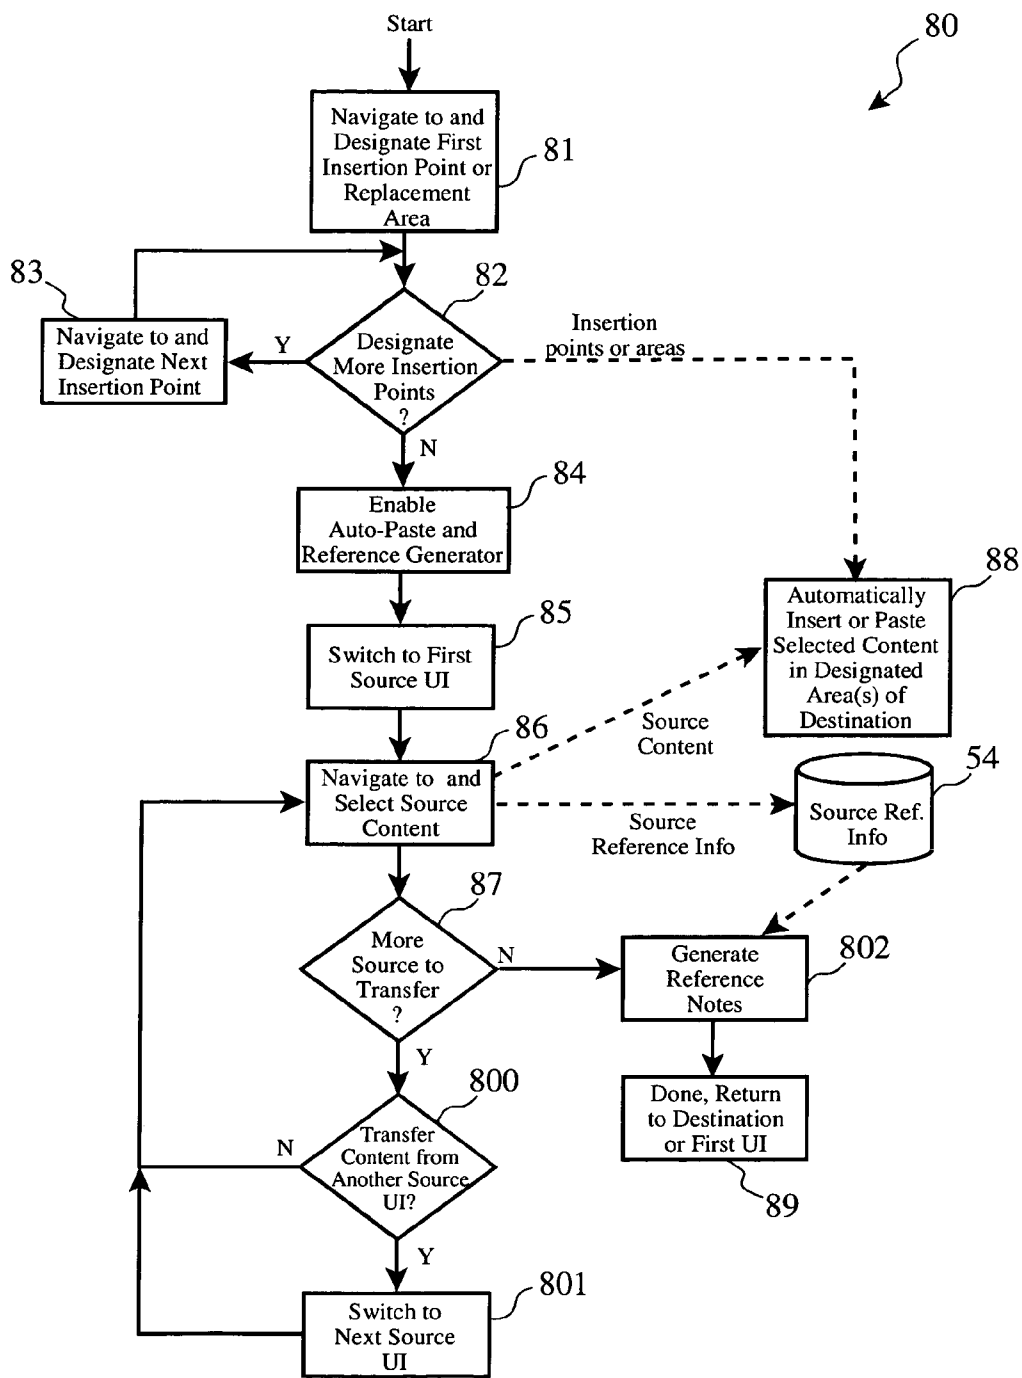 Start
80
Navigate to and
Designate First
Insertion Point or
Replacement
Area
81
83
82
Navigate to and
Designate Next
Insertion Point
Y
Designate
More Insertion
Points
?
Insertion
points or areas
N
84
Enable
Auto-Paste and
Reference Generator
88
Automatically
Insert or Paste
Selected Content
in Designated
Area(s) of
Destination
85
Switch to First
Source UI
86
Source
Content
Navigate to and
Select Source
Content
54
Source Ref.
Info
Source
Reference Info
87
More
Source to
Transfer
?
N
Generate
Reference
Notes
802
Y
800
Transfer
Content from
Another Source
UI?
N
Done, Return
to Destination
or First UI
89
Y
801
Switch to
Next Source
UI